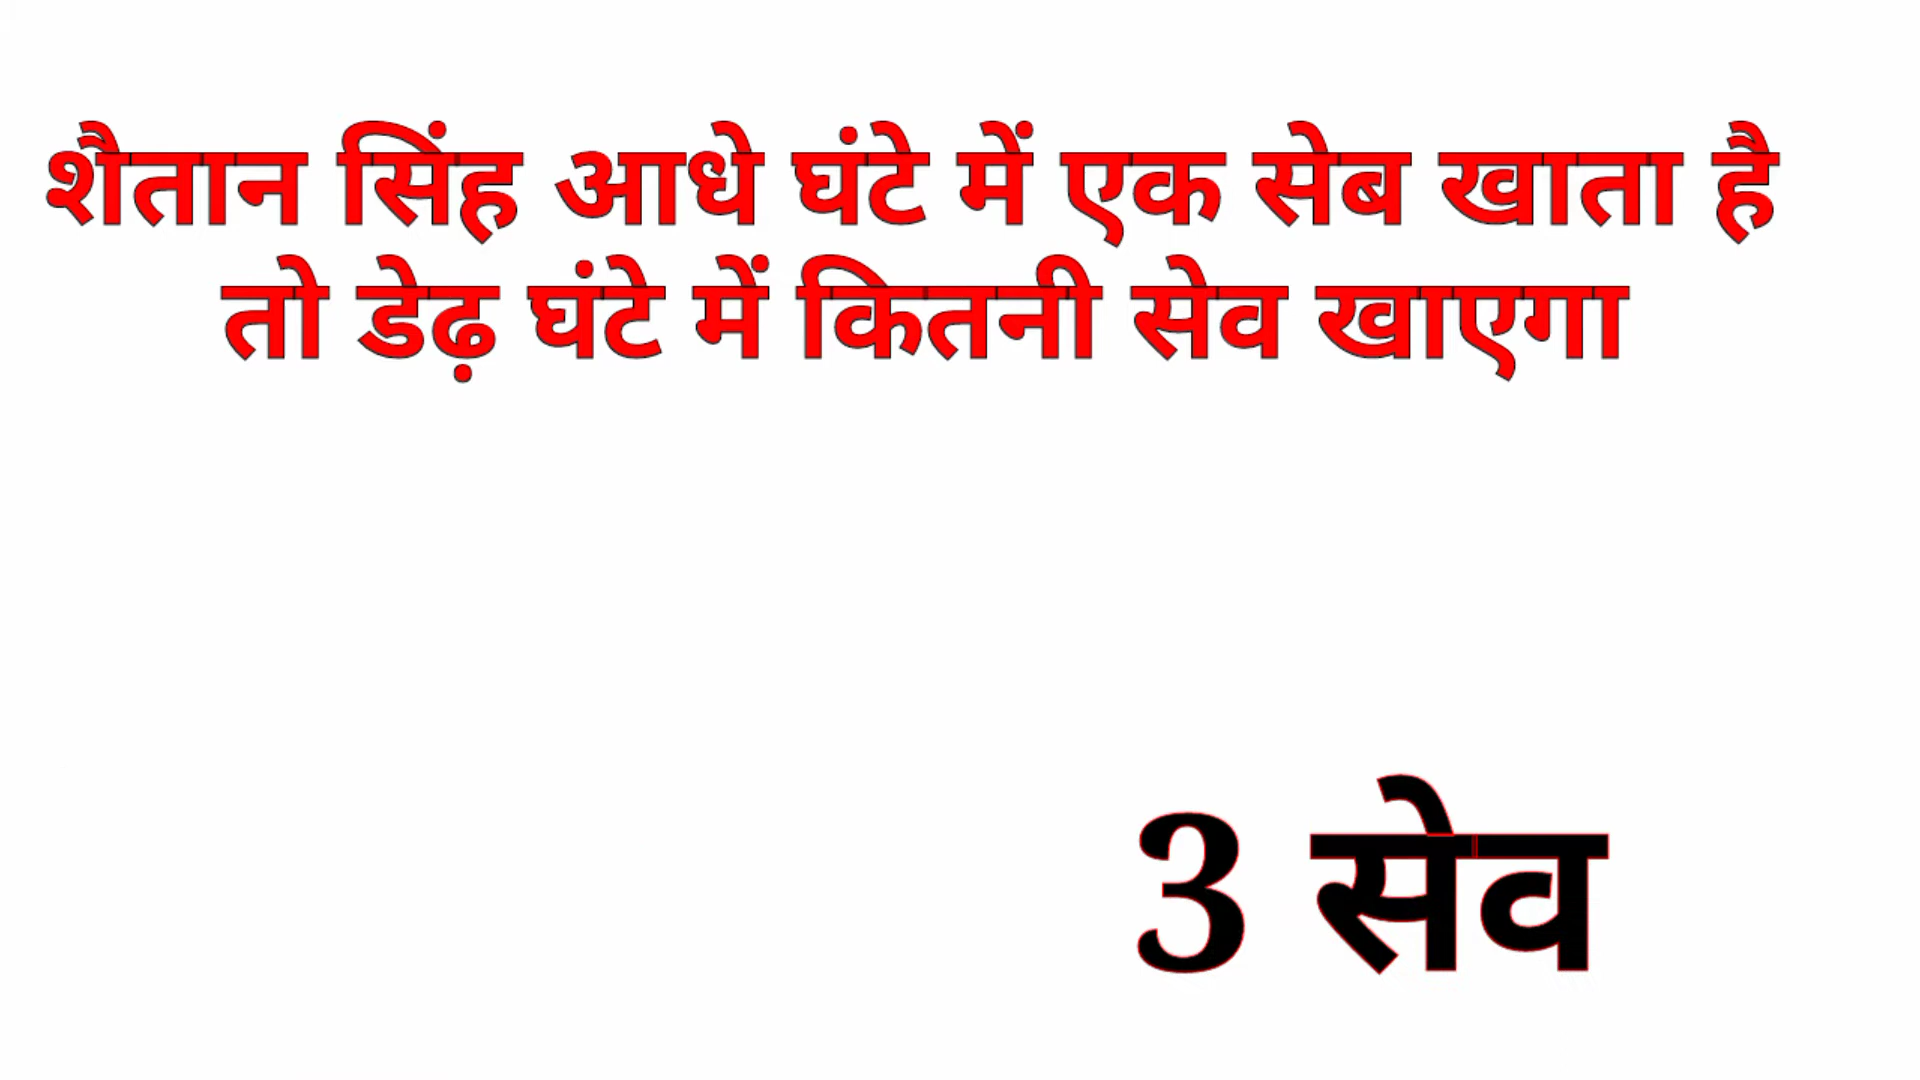 शैतान सिंह आधे घंटे में एक सेब खाता है
तो डेढ़ घंटे में कितनी सेव खाएगा
3 सेव